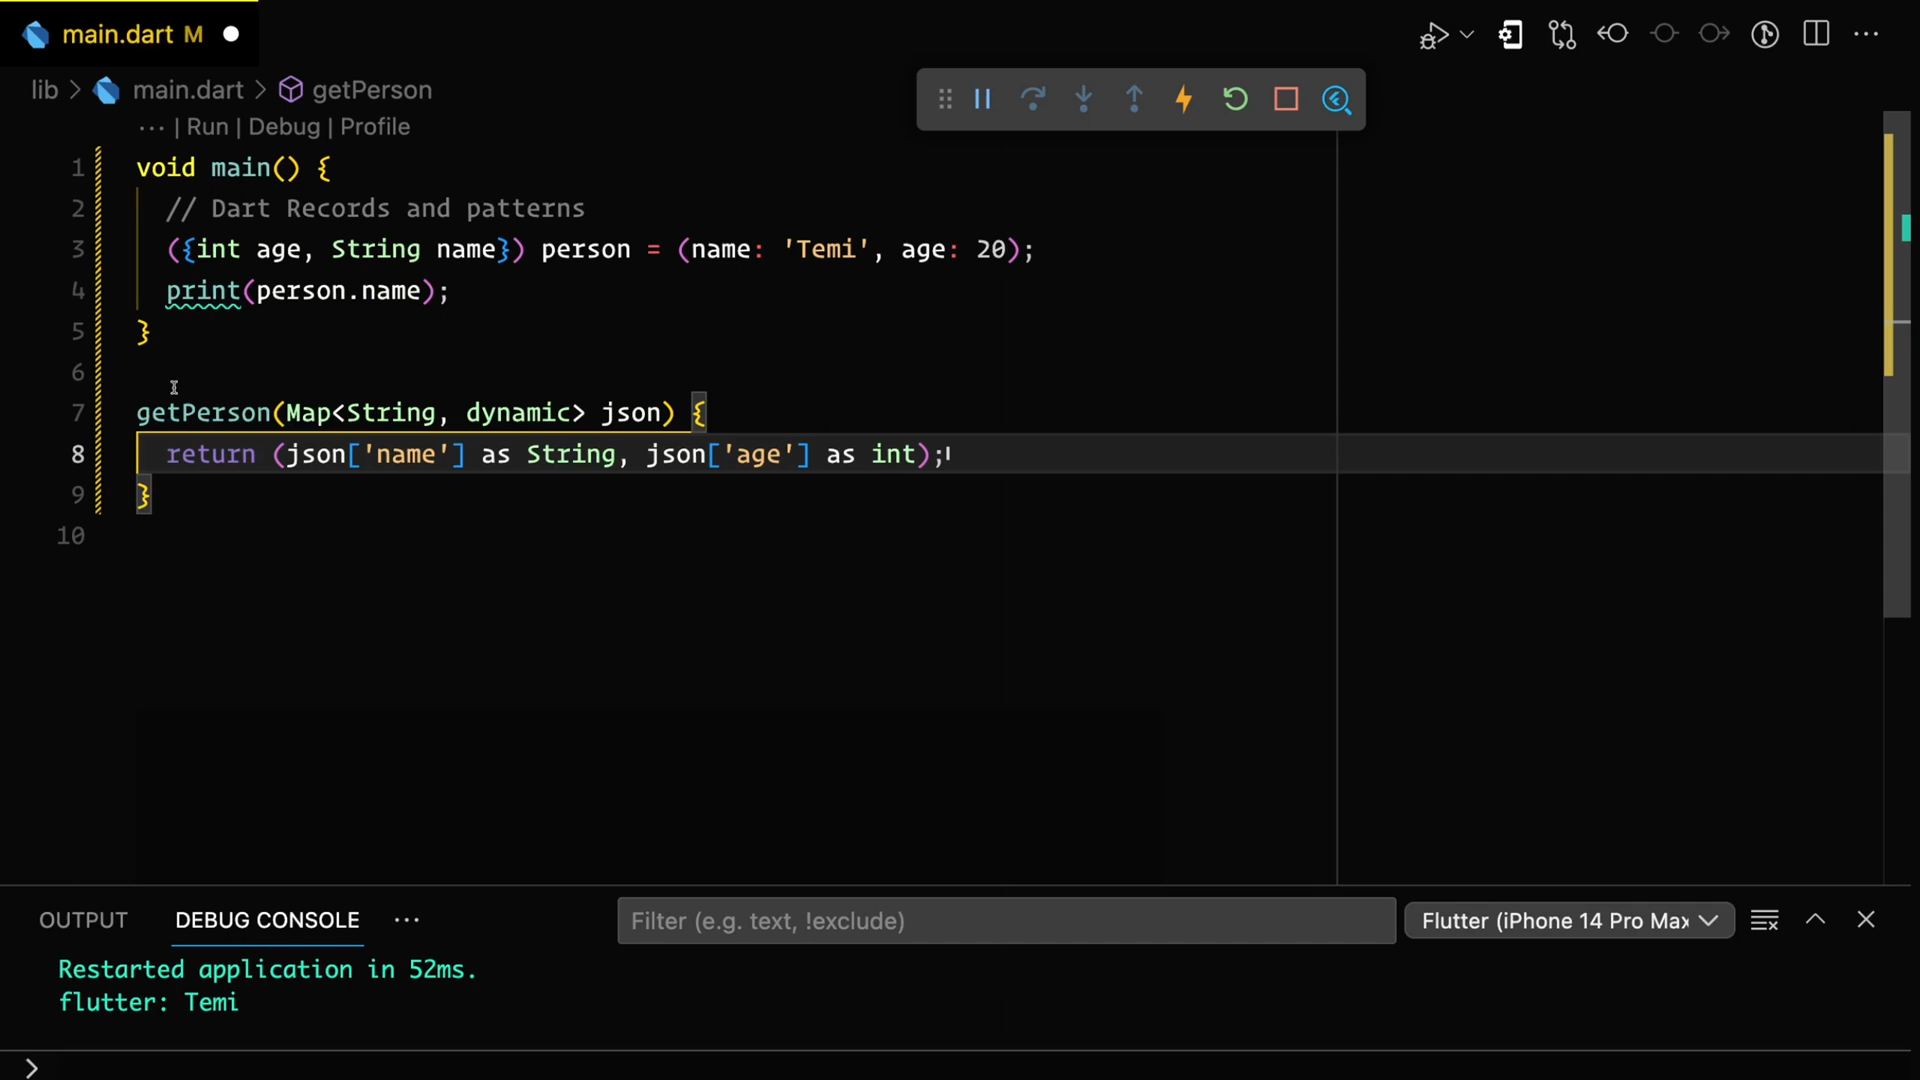 main.dart M
lib > main.dart > getPerson
... | Run | Debug | Profile
1 void main() {
2 // Dart Records and patterns
3 ({int age, String name}) person = (name: 'Temi', age: 20);
4 print(person.name);
5 }
6
7 getPerson(Map<String, dynamic> json) {
8 return (json['name'] as String, json['age'] as int);
9 }
10
OUTPUT DEBUG CONSOLE ... Filter (e.g. text, !exclude) Flutter (iPhone 14 Pro Max
Restarted application in 52ms.
flutter: Temi
>